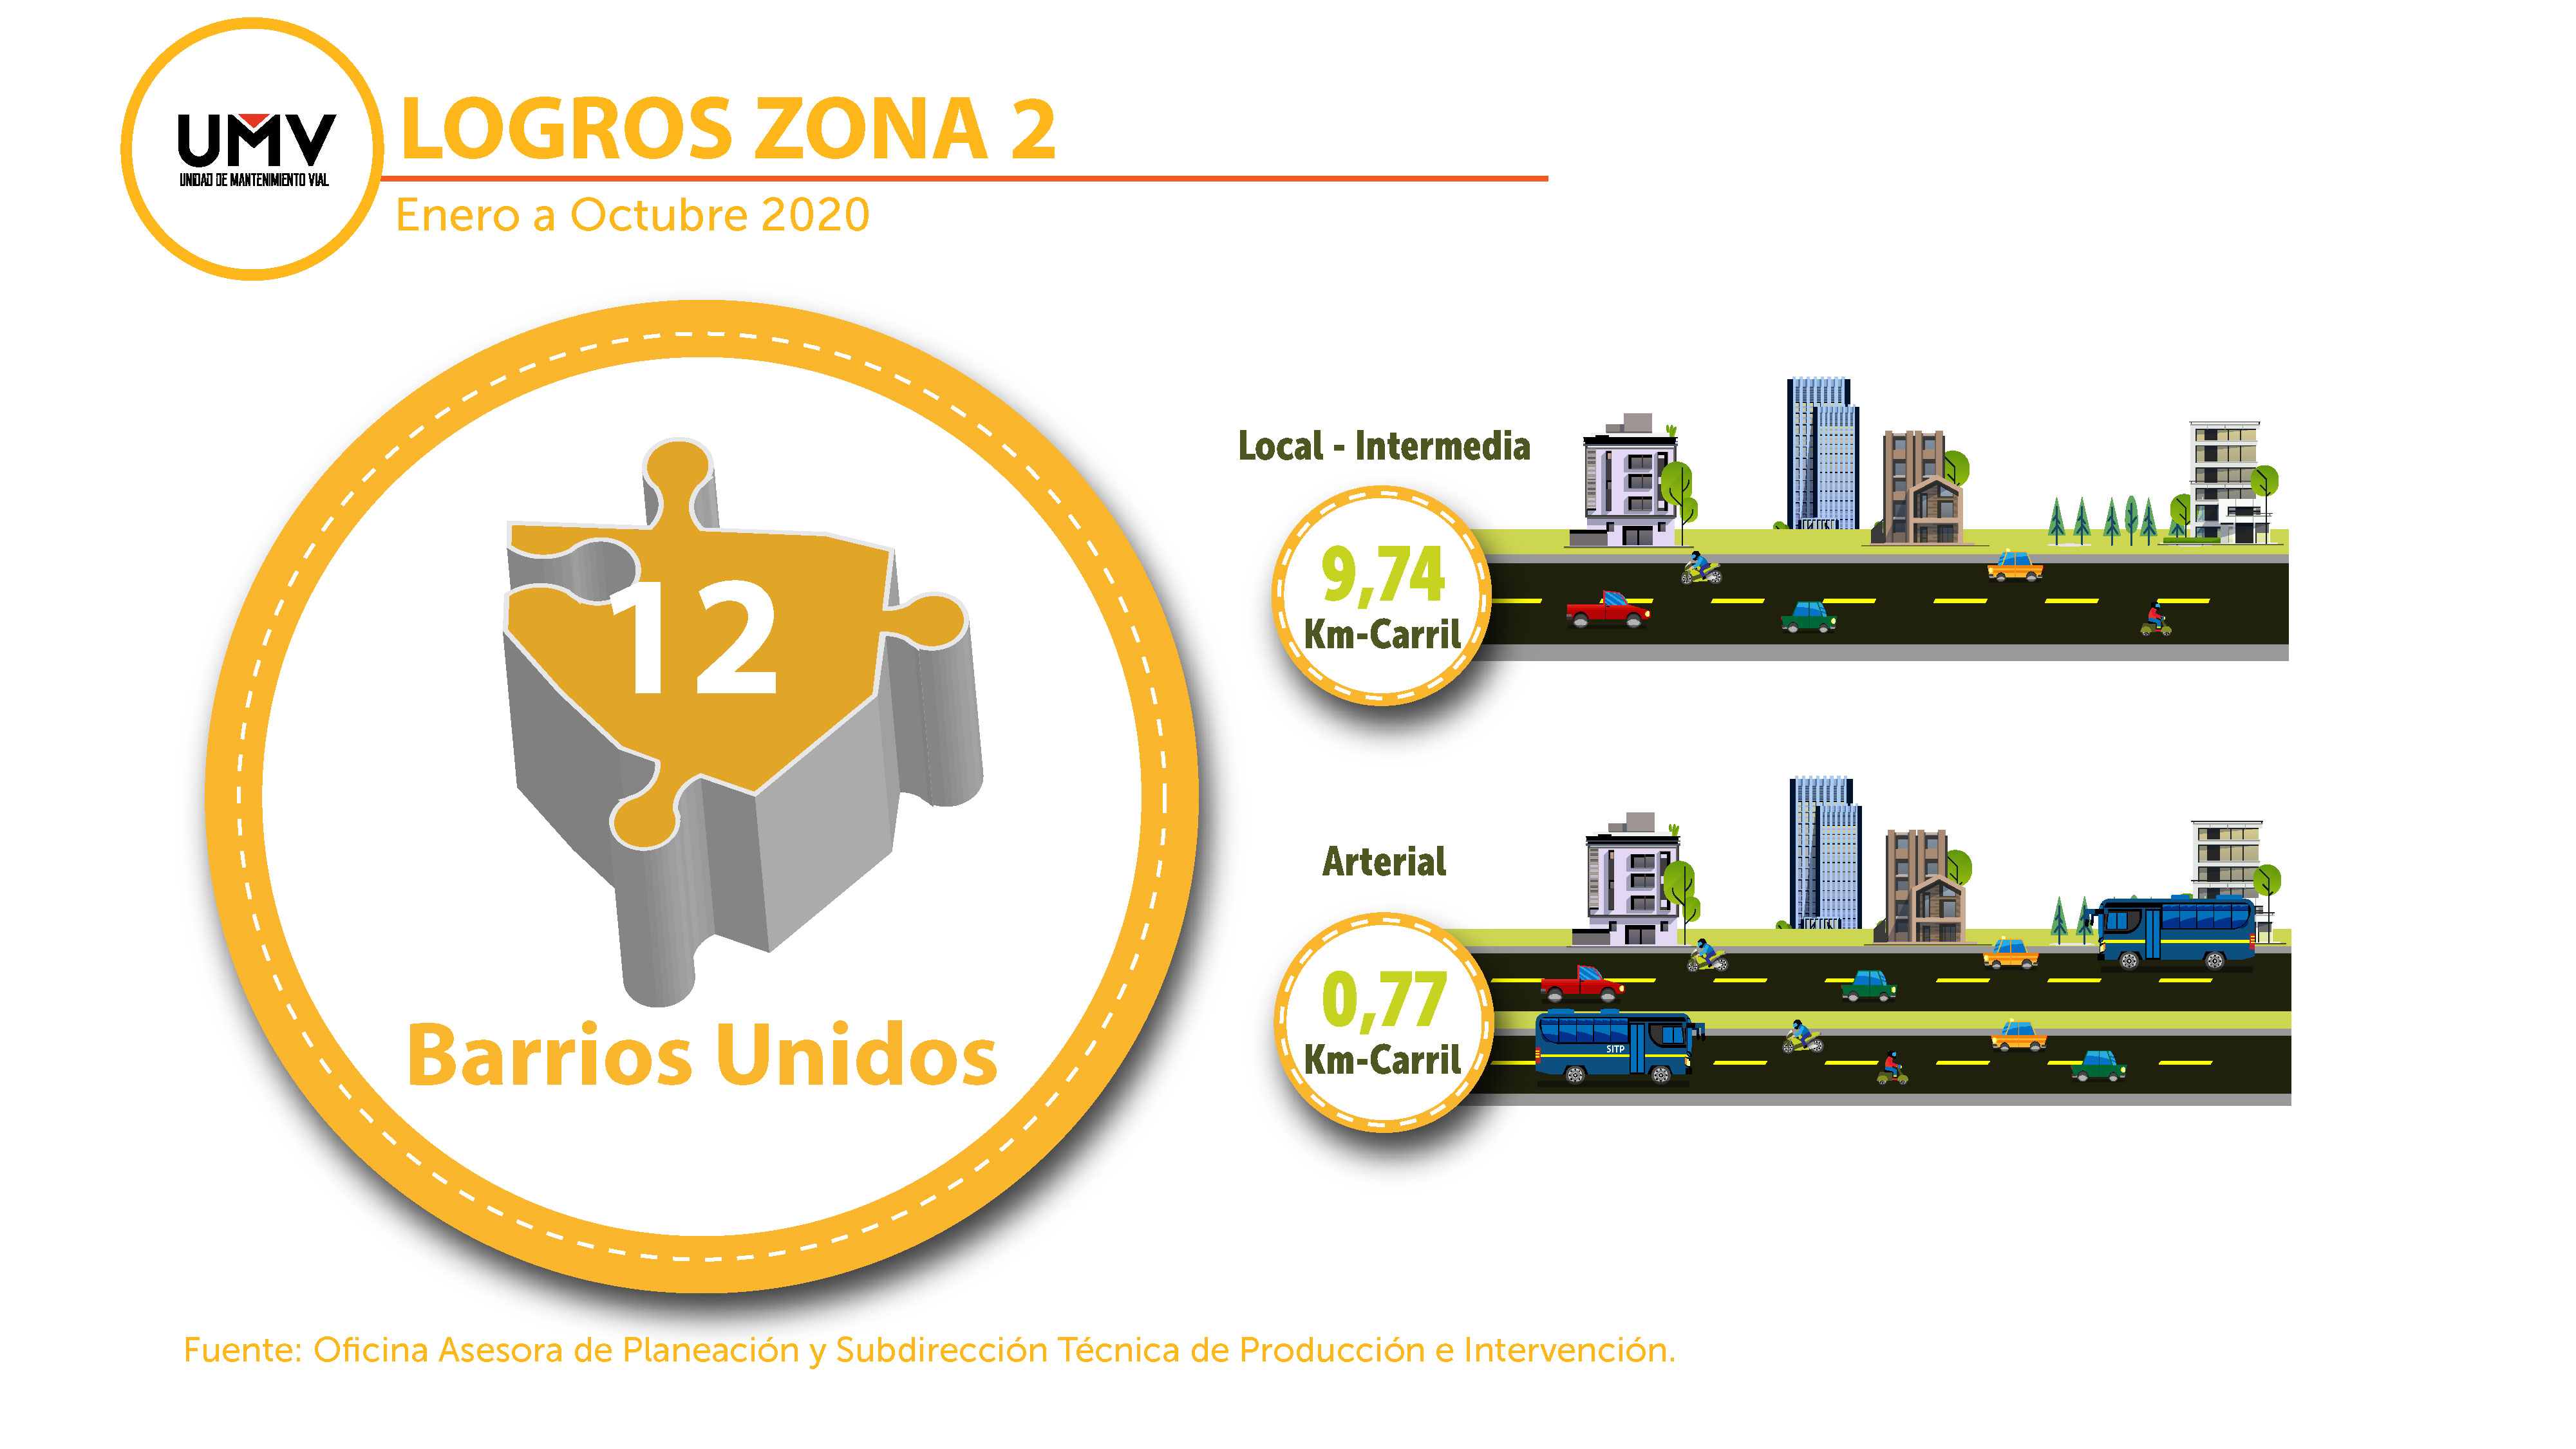 UMV
UNIDAD DE MANTENIMIENTO VIAL
LOGROS ZONA 2
Enero a Octubre 2020
12
Barrios Unidos
Local - Intermedia
9,74
Km-Carril
Arterial
0,77
Km-Carril
SITP
Fuente: Oficina Asesora de Planeación y Subdirección Técnica de Producción e Intervención.